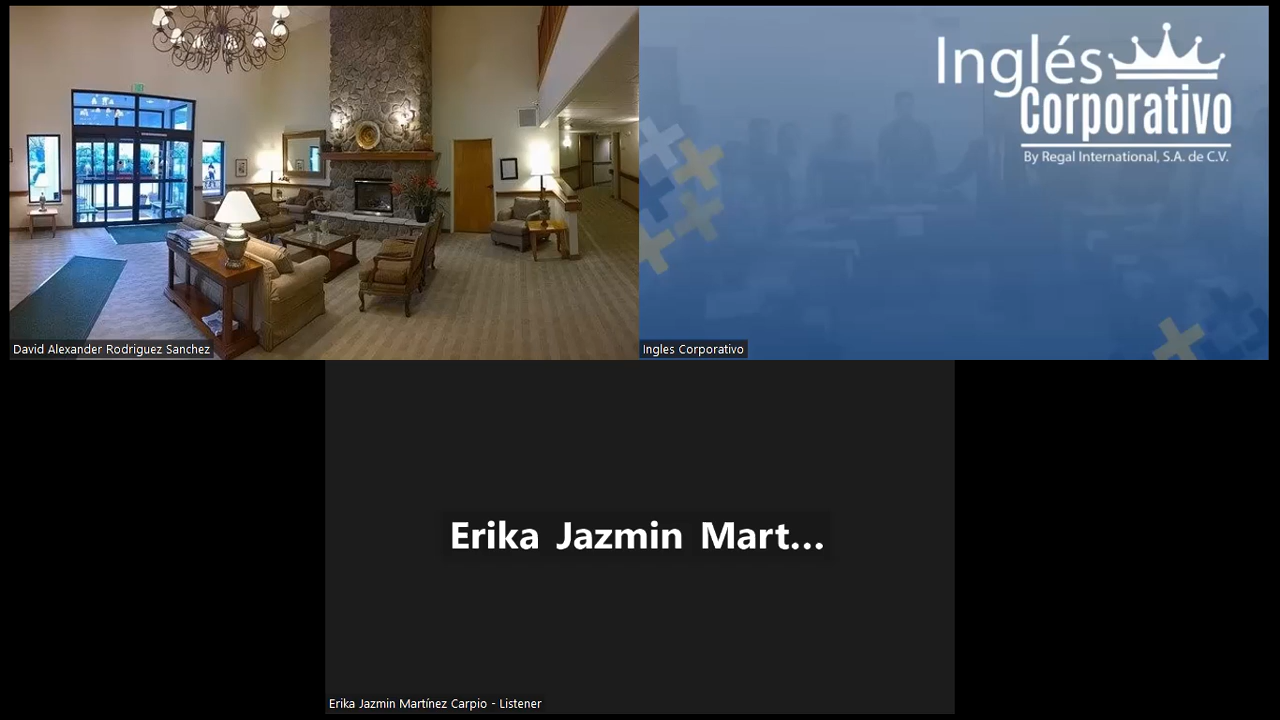 Inglés
Corporativo
By Regal International, S.A. de C.V.
David Alexander Rodriguez Sanchez
Ingles Corporativo
Erika Jazmin Mart...
Erika Jazmin Martínez Carpio - Listener